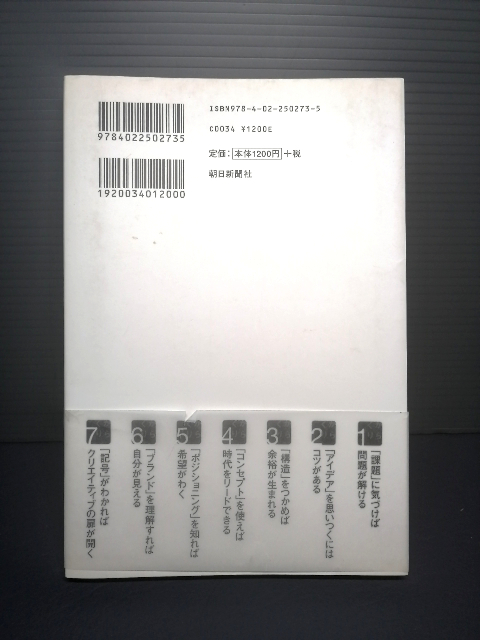 ISBN978-4-02-250273-5
C0034 ¥1200E
定価：本体1200円＋税
朝日新聞社
9784022502735
1920034012000
1
「課題」に気づけば
問題が解ける
2
「アイデア」を思いつくには
コツがある
3
「構造」をつかめば
余裕が生まれる
4
「コンセプト」を使えば
時代をリードできる
5
「ポジショニング」を知れば
希望がわく
6
「ブランド」を理解すれば
自分が見える
7
「記号」がわかれば
クリエイティブの扉が開く